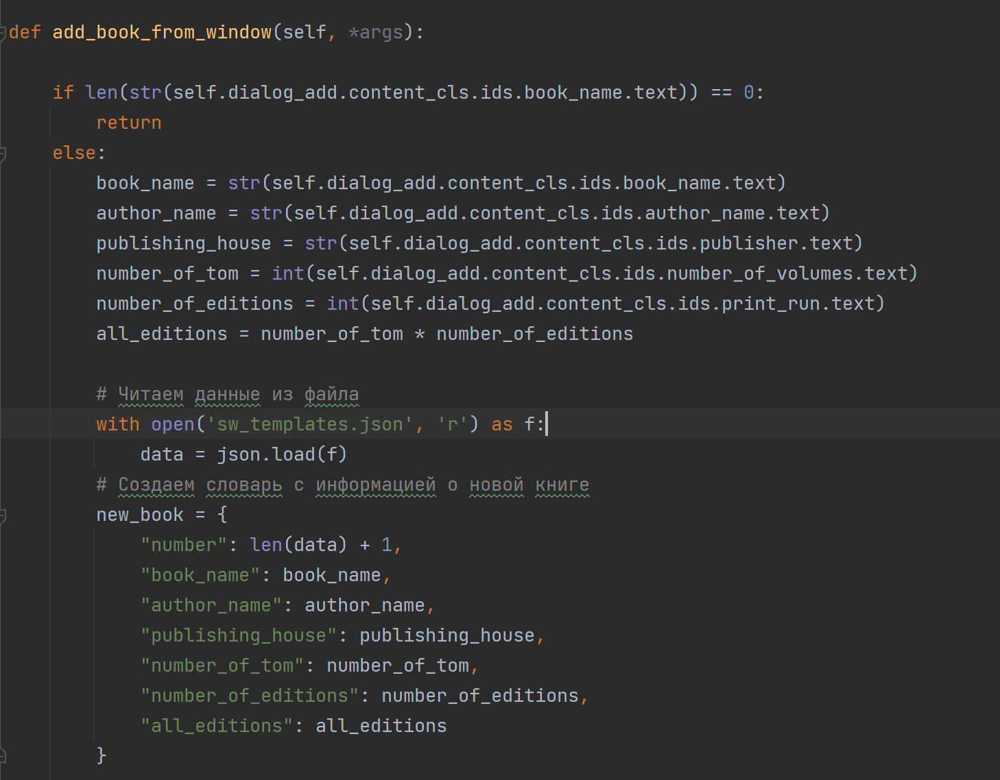 def add_book_from_window(self, *args):
if len(str(self.dialog_add.content_cls.ids.book_name.text)) == 0:
return
else:
book_name = str(self.dialog_add.content_cls.ids.book_name.text)
author_name = str(self.dialog_add.content_cls.ids.author_name.text)
publishing_house = str(self.dialog_add.content_cls.ids.publisher.text)
number_of_tom = int(self.dialog_add.content_cls.ids.number_of_volumes.text)
number_of_editions = int(self.dialog_add.content_cls.ids.print_run.text)
all_editions = number_of_tom * number_of_editions
# Читаем данные из файла
with open('sw_templates.json', 'r') as f:
data = json.load(f)
# Создаем словарь с информацией о новой книге
new_book = {
"number": len(data) + 1,
"book_name": book_name,
"author_name": author_name,
"publishing_house": publishing_house,
"number_of_tom": number_of_tom,
"number_of_editions": number_of_editions,
"all_editions": all_editions
}